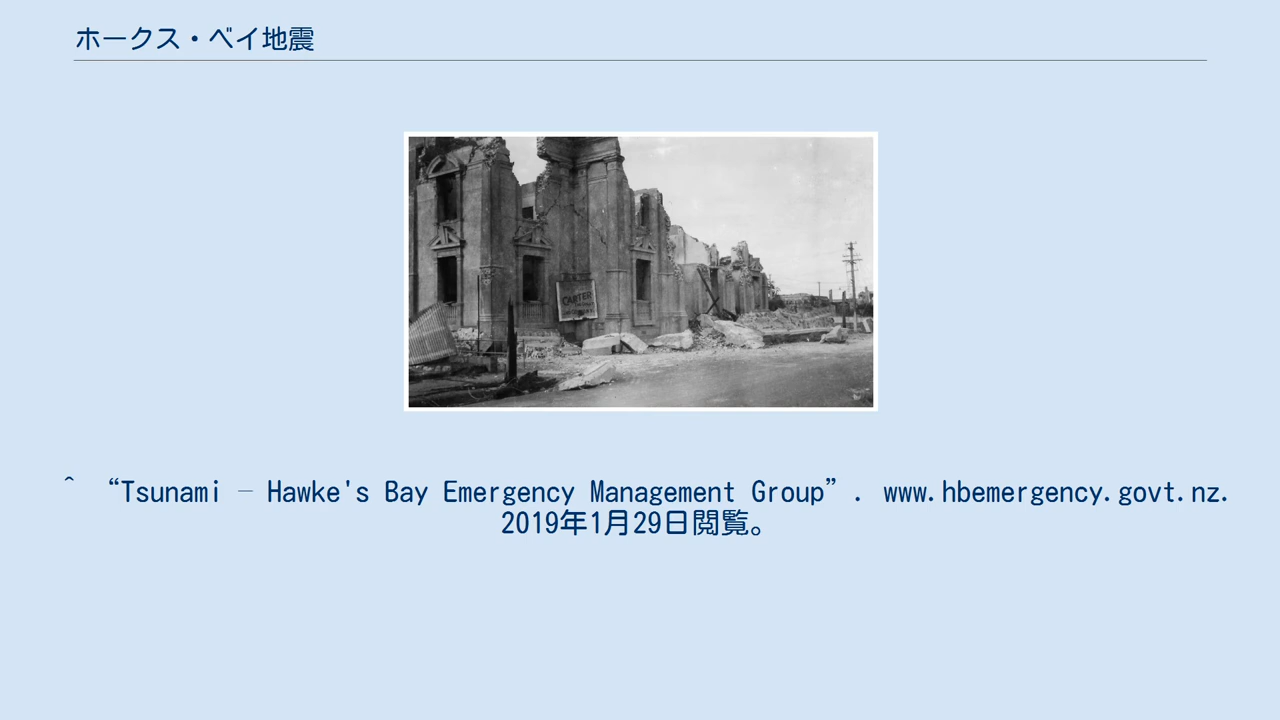 ホークス・ベイ地震
CARTER
^ “Tsunami – Hawke's Bay Emergency Management Group”. www.hbemergency.govt.nz.
2019年1月29日閲覧。